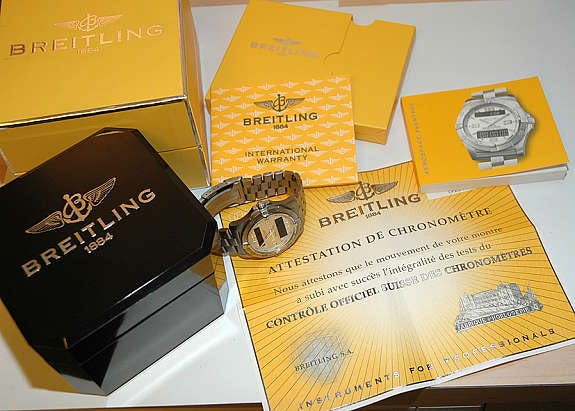 BREITLING
1884
BREITLING
BREITLING
1884
INTERNATIONAL
WARRANTY
BREITLING
1884
BREITLING
1884
ATTESTATION DE CHRONOMÈTRE
Nous attestons que le mouvement de votre montre
a subi avec succès l'intégralité des tests du
CONTRÔLE OFFICIEL SUISSE DES CHRONOMÈTRES
BREITLING S.A.
FABRIQUE D'HORLOGERIE
INSTRUMENTS FOR PROFESSIONALS